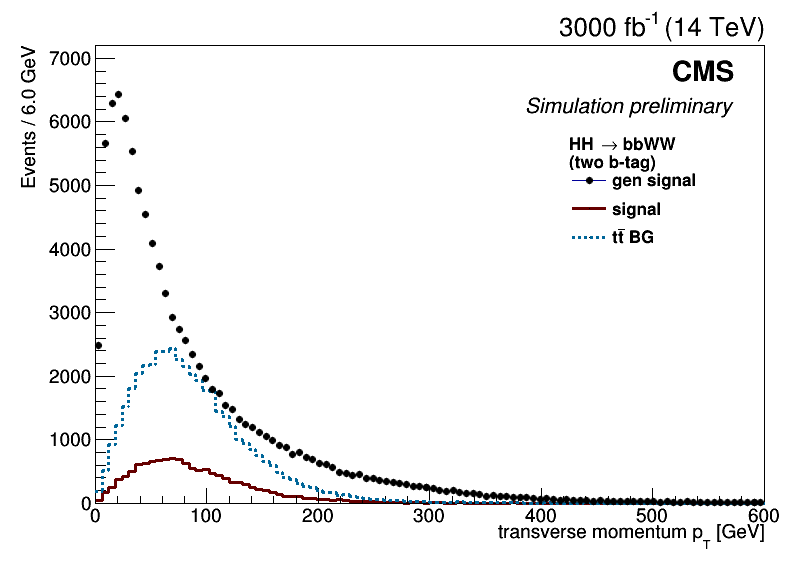 3000 fb⁻¹ (14 TeV)
CMS
Simulation preliminary
HH → bbWW
(two b-tag)
gen signal
signal
tt̄ BG
Events / 6.0 GeV
7000
6000
5000
4000
3000
2000
1000
0
0 100 200 300 400 500 600
transverse momentum p_T [GeV]